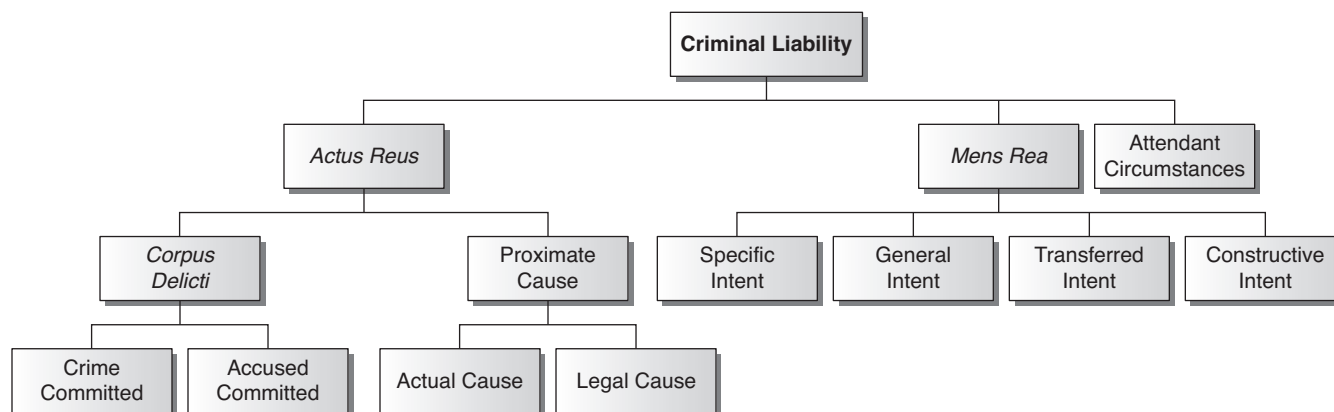 Criminal Liability
Actus Reus
Mens Rea
Attendant
Circumstances
Corpus
Delicti
Proximate
Cause
Specific
Intent
General
Intent
Transferred
Intent
Constructive
Intent
Crime
Committed
Accused
Committed
Actual Cause
Legal Cause